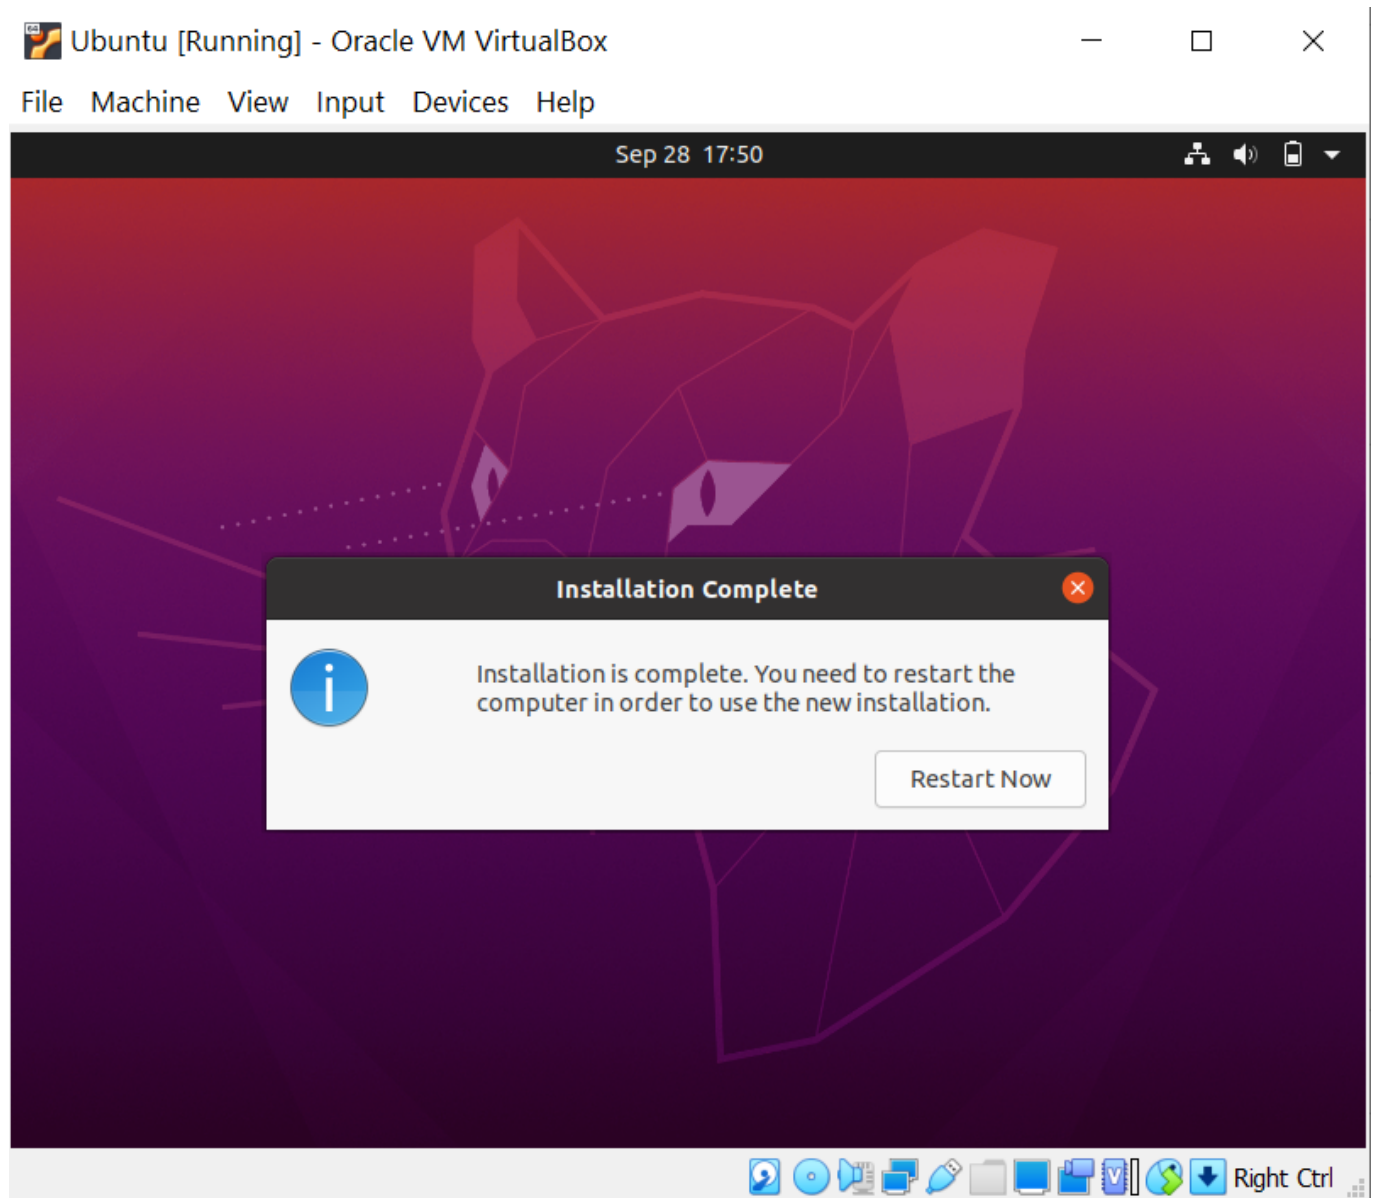 Ubuntu [Running] - Oracle VM VirtualBox
File Machine View Input Devices Help
Sep 28 17:50
Installation Complete
Installation is complete. You need to restart the
computer in order to use the new installation.
Restart Now
Right Ctrl